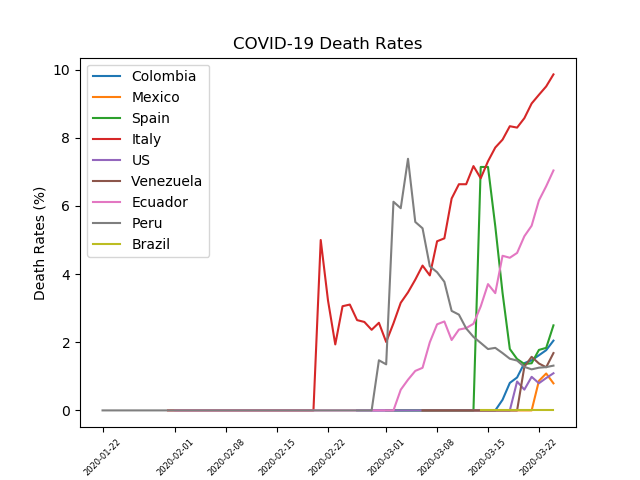 COVID-19 Death Rates
Death Rates (%)
10
8
6
4
2
0
Colombia
Mexico
Spain
Italy
US
Venezuela
Ecuador
Peru
Brazil
2020-01-22
2020-02-01
2020-02-08
2020-02-15
2020-02-22
2020-03-01
2020-03-08
2020-03-15
2020-03-22